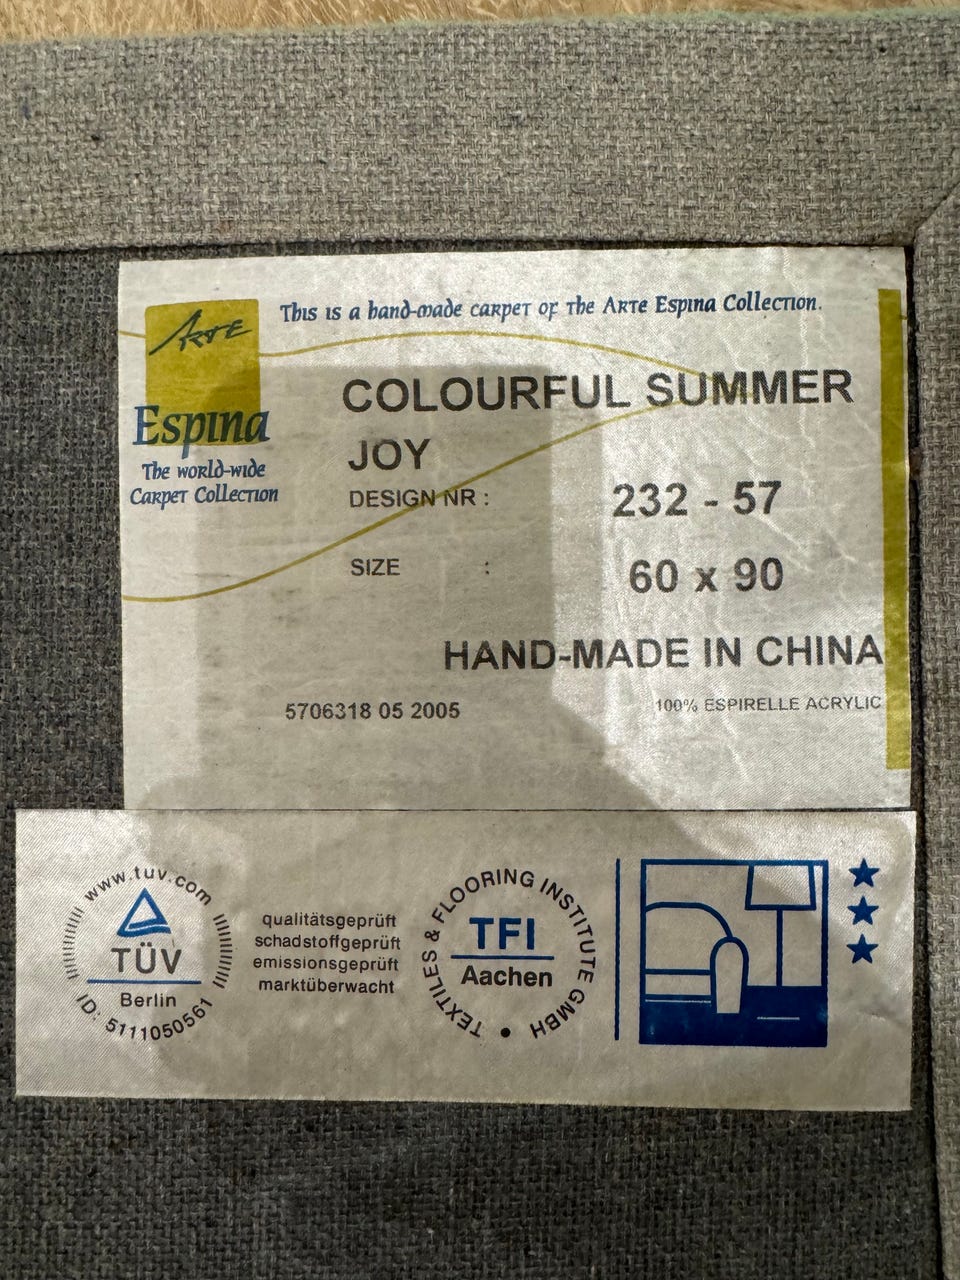 This is a hand-made carpet of the Arte Espina Collection.
ARTE
Espina
The world-wide
Carpet Collection
COLOURFUL SUMMER
JOY
DESIGN NR :
232 - 57
SIZE :
60 x 90
HAND-MADE IN CHINA
5706318 05 2005
100% ESPIRELLE ACRYLIC
www.tuv.com
TÜV
Berlin
ID: 5111050561
qualitätsgeprüft
schadstoffgeprüft
emissionsgeprüft
marktüberwacht
TEXTILES & FLOORING INSTITUTE GMBH
TFI
Aachen